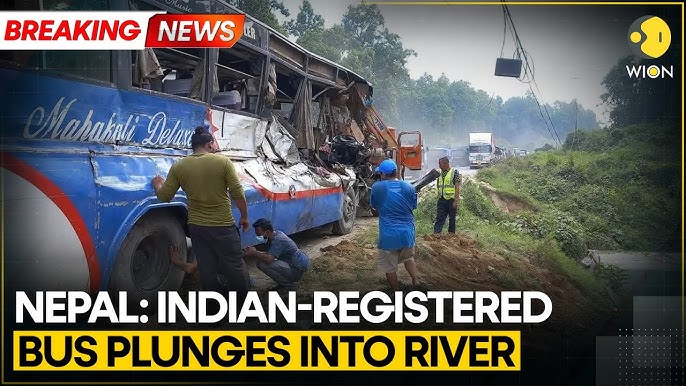 BREAKING NEWS
WION
Mahakali Deluxe
NEPAL: INDIAN-REGISTERED
BUS PLUNGES INTO RIVER